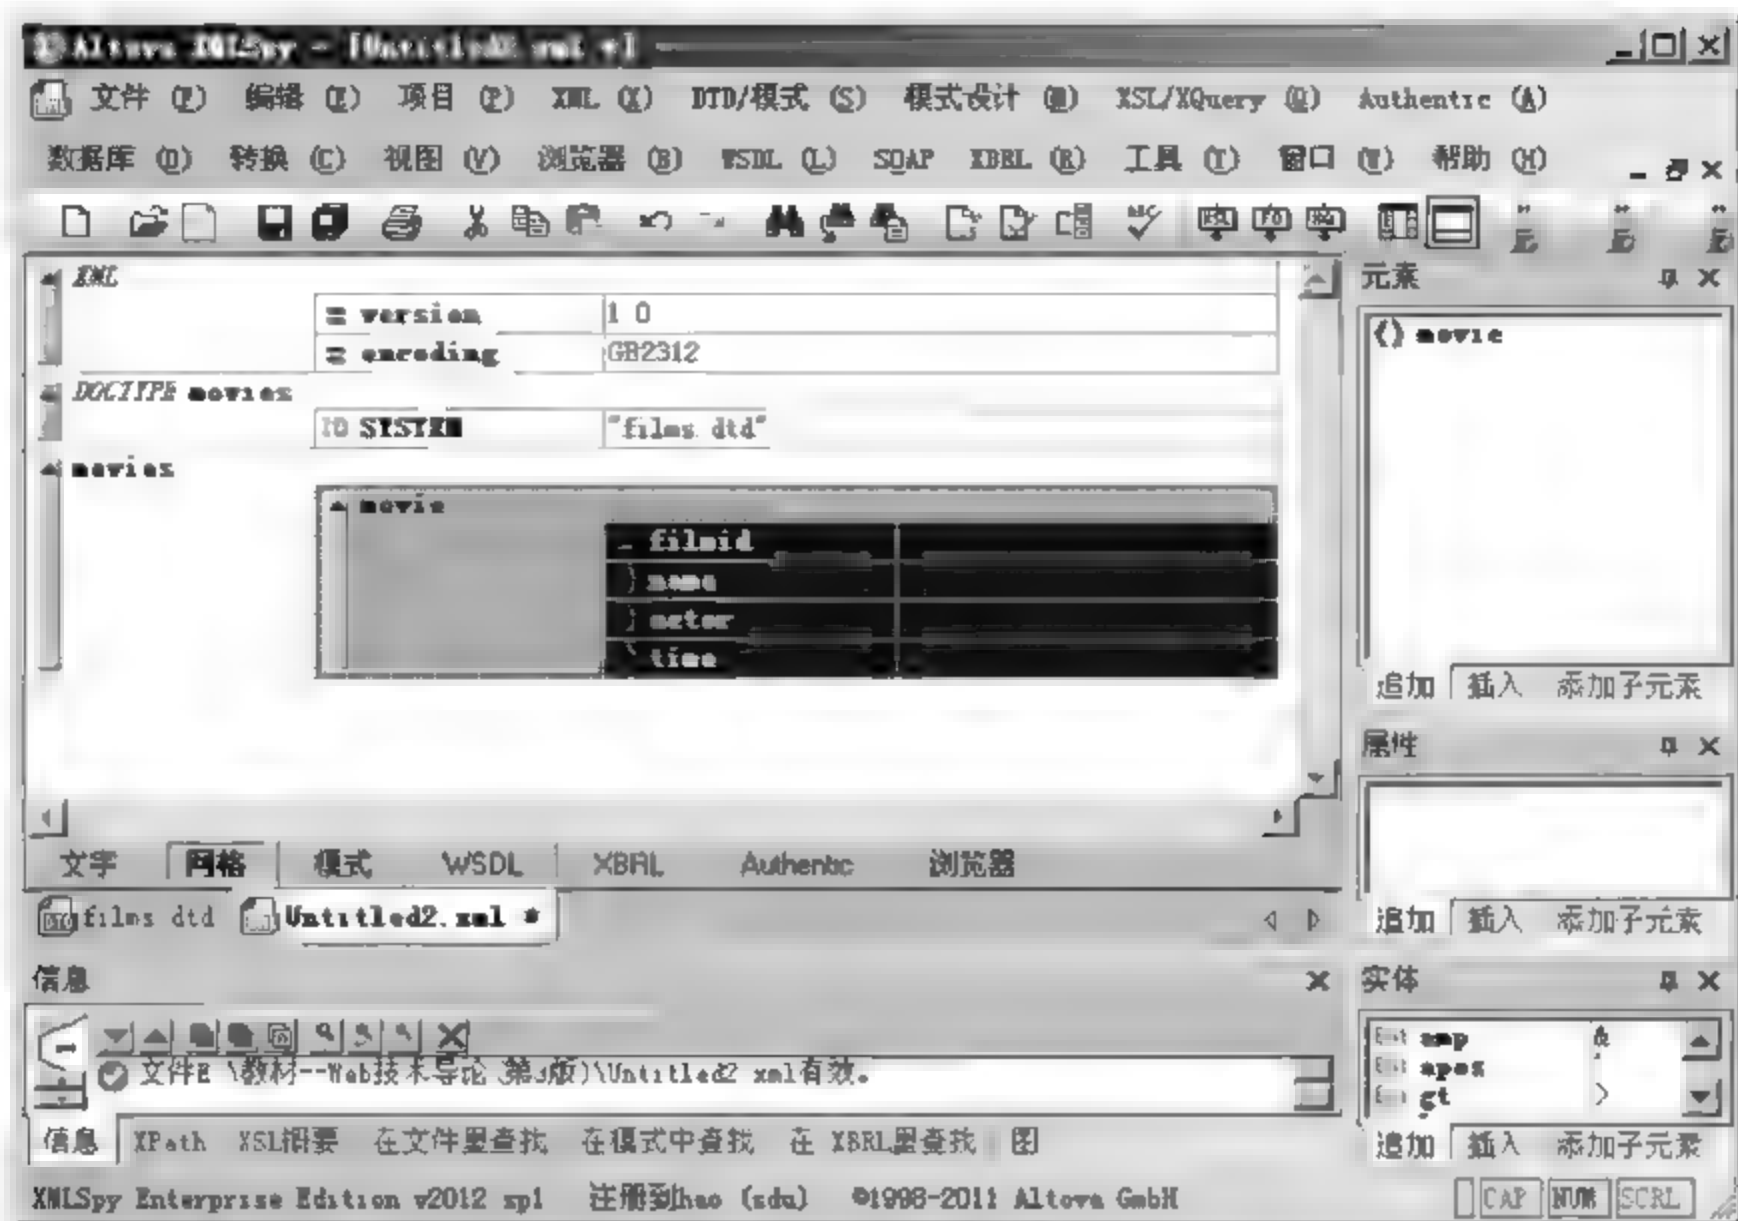 Altova XMLSpy - [Untitled2.xml *]
文件 (F) 编辑 (E) 项目 (P) XML (X) DTD/模式 (S) 模式设计 (M) XSL/XQuery (Q) Authentic (A)
数据库 (D) 转换 (C) 视图 (V) 浏览器 (B) WSDL (L) SOAP XBRL (R) 工具 (T) 窗口 (W) 帮助 (H)
XML
= version 1 0
= encoding GB2312
DOCTYPE movies
SYSTEM "films dtd"
movies
movie
filmid
name
actor
time
元素
() movie
追加 插入 添加子元素
属性
追加 插入 添加子元素
文字 网格 模式 WSDL XBRL Authentic 浏览器
films dtd Untitled2.xml *
信息
文件E \教材--Web技术导论 第3版)\Untitled2 xml有效。
实体
Ent amp &
Ent apos '
Ent gt >
追加 插入 添加子元素
信息 XPath XSL概要 在文件里查找 在模式中查找 在 XBRL里查找 图
XMLSpy Enterprise Edition v2012 sp1 注册到hao (sdu) ©1998-2011 Altova GmbH
CAP NUM SCRL